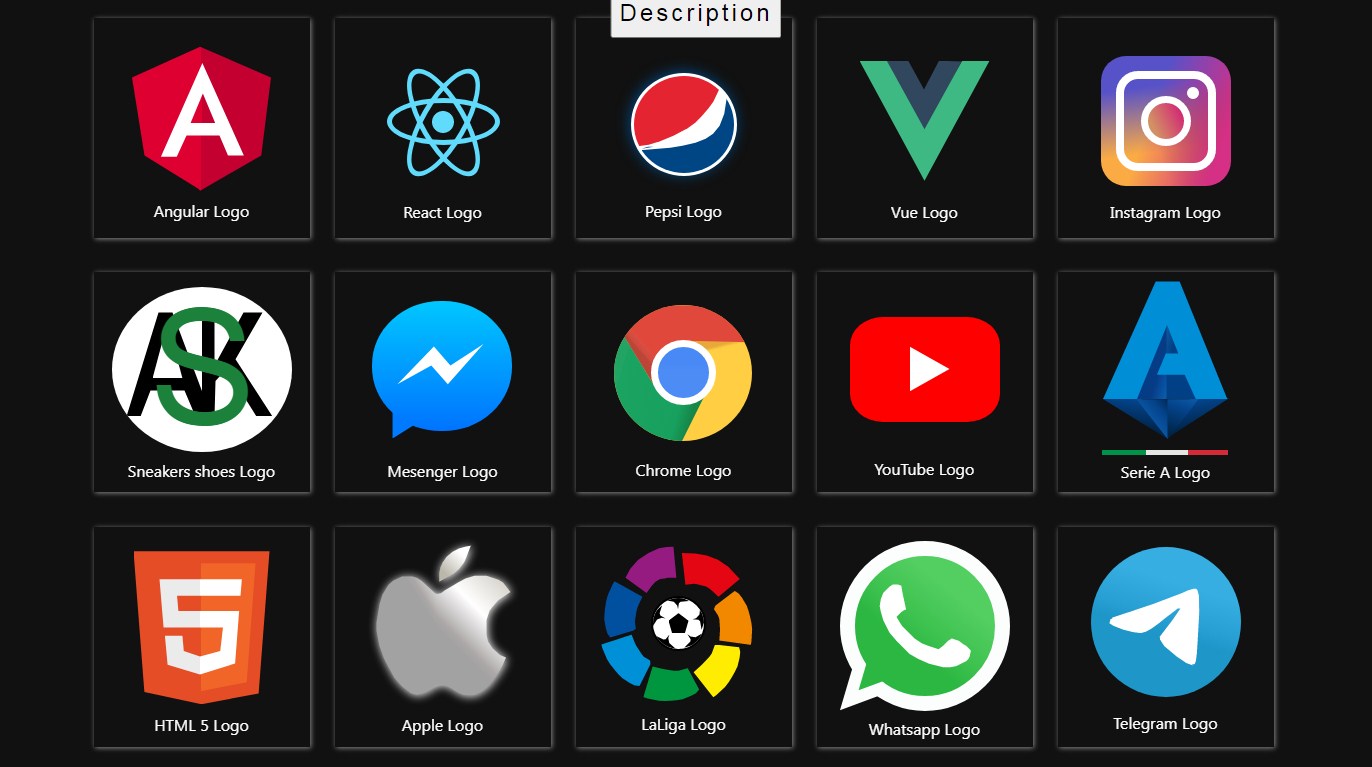 Description
A
Angular Logo
React Logo
Pepsi Logo
Vue Logo
Instagram Logo
ASK
Sneakers shoes Logo
Mesenger Logo
Chrome Logo
YouTube Logo
A
Serie A Logo
5
HTML 5 Logo
Apple Logo
LaLiga Logo
Whatsapp Logo
Telegram Logo